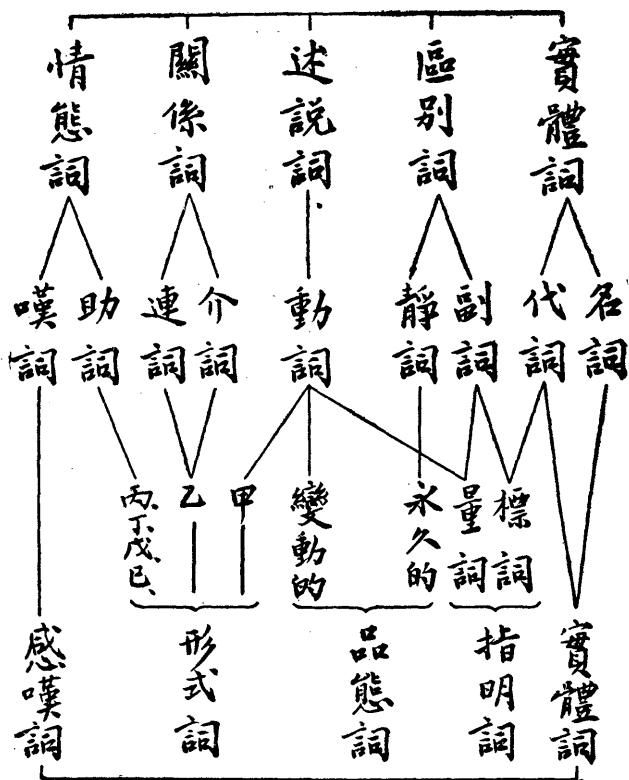 實體詞
區別詞
述說詞
關係詞
情態詞
名詞
代詞
副詞
靜詞
動詞
介詞
連詞
助詞
嘆詞
標詞
量詞
永久的
變動的
甲
乙
丙、丁、戊、己、
實體詞
指明詞
品態詞
形式詞
感嘆詞